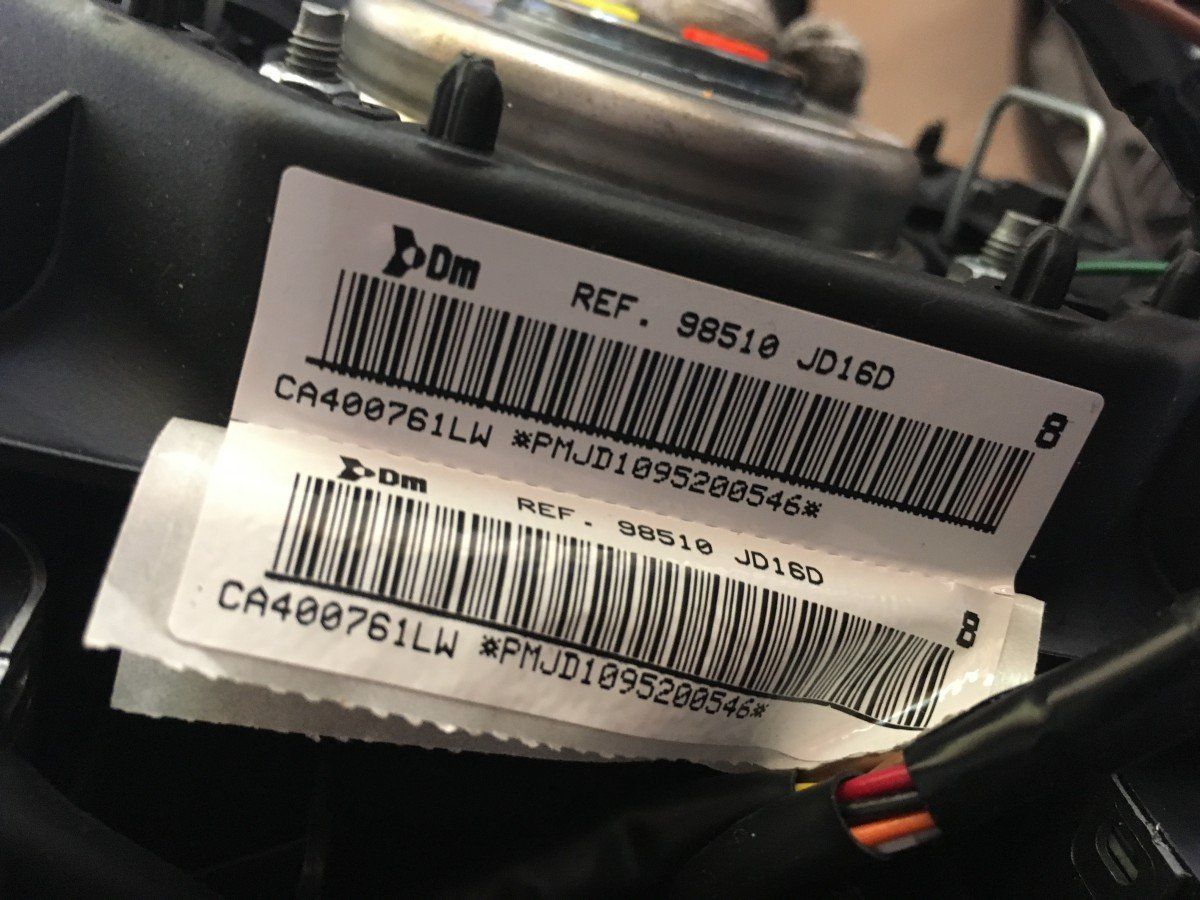 Dm
REF. 98510 JD16D
8
CA400761LW *PMJD1095200546*
Dm
REF. 98510 JD16D
8
CA400761LW *PMJD1095200546*